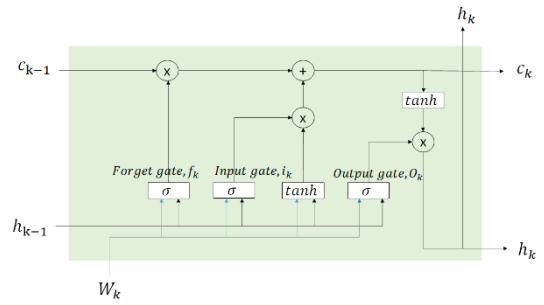 h_k
c_{k-1}
x
+
c_k
tanh
x
x
Forget gate, f_k
Input gate, i_k
Output gate, O_k
σ
σ
tanh
σ
h_{k-1}
h_k
W_k